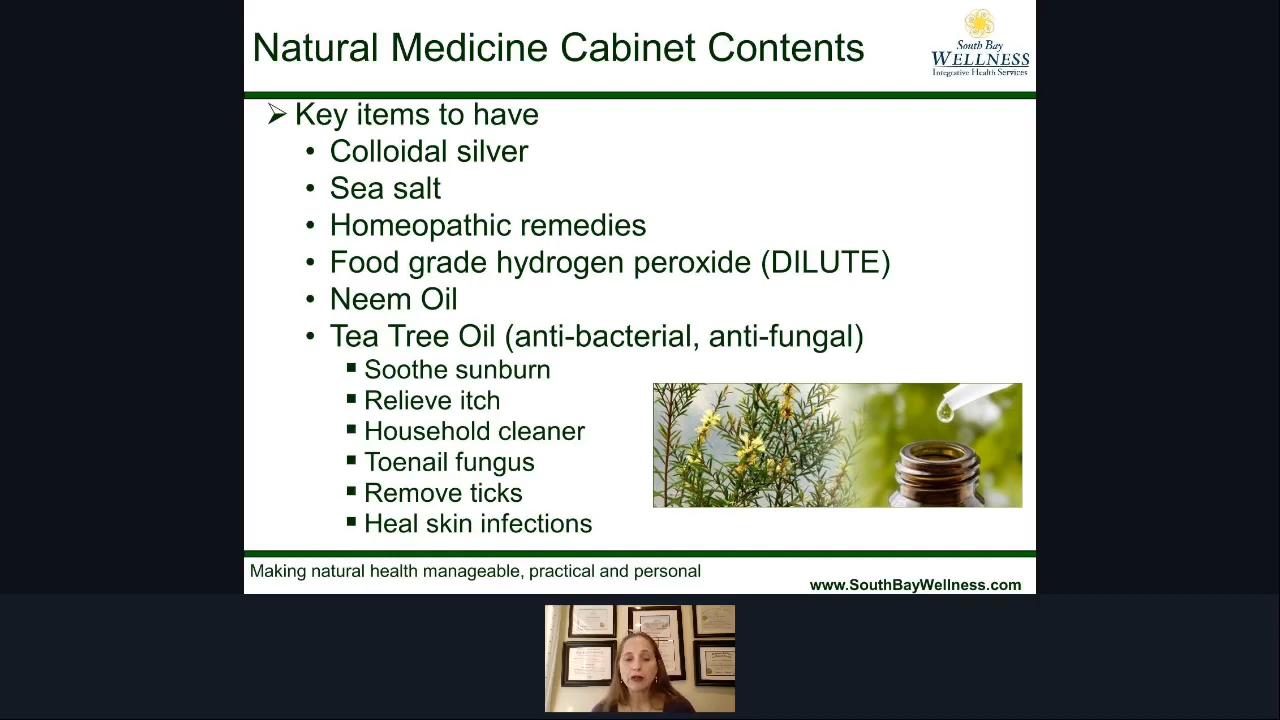 Natural Medicine Cabinet Contents
South Bay
WELLNESS
Integrative Health Services
➢ Key items to have
• Colloidal silver
• Sea salt
• Homeopathic remedies
• Food grade hydrogen peroxide (DILUTE)
• Neem Oil
• Tea Tree Oil (anti-bacterial, anti-fungal)
▪ Soothe sunburn
▪ Relieve itch
▪ Household cleaner
▪ Toenail fungus
▪ Remove ticks
▪ Heal skin infections
Making natural health manageable, practical and personal
www.SouthBayWellness.com